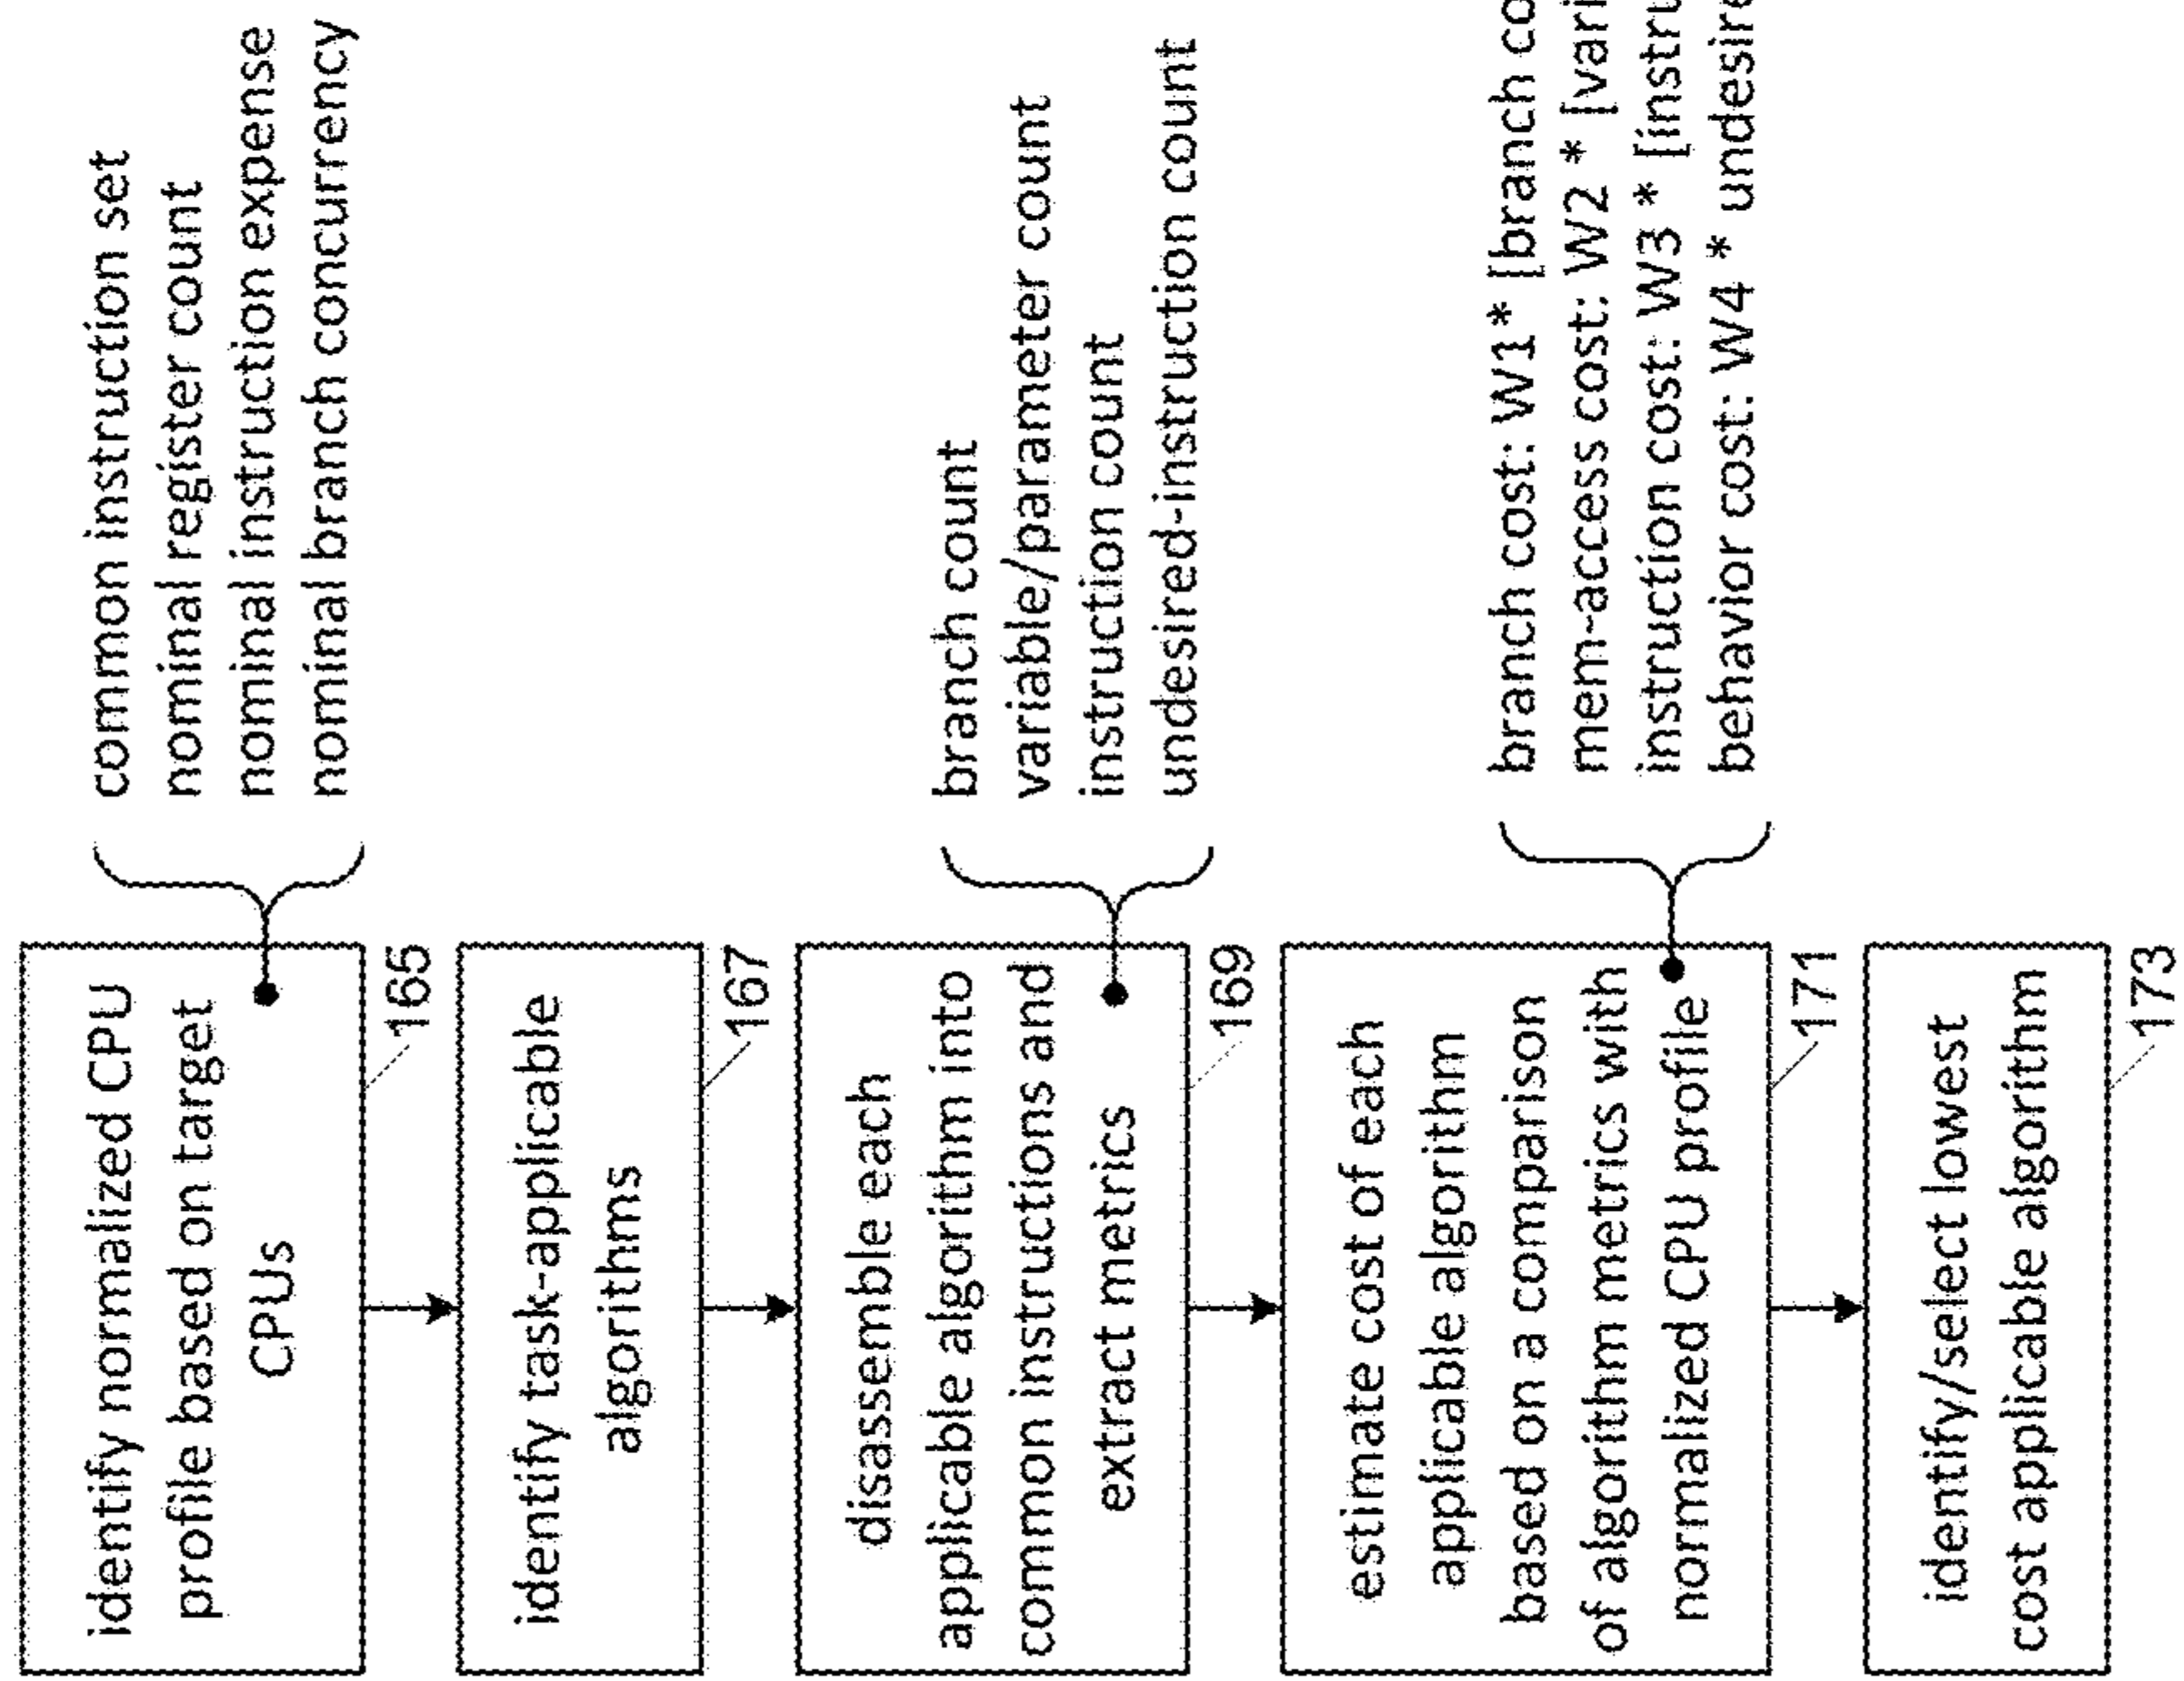 identify normalized CPU
profile based on target
CPUs
165
common instruction set
nominal register count
nominal instruction expense
nominal branch concurrency
identify task-applicable
algorithms
167
disassemble each
applicable algorithm into
common instructions and
extract metrics
169
branch count
variable/parameter count
instruction count
undesired-instruction count
estimate cost of each
applicable algorithm
based on a comparison
of algorithm metrics with
normalized CPU profile
171
branch cost: W1* [branch co
mem-access cost: W2 * [vari
instruction cost: W3 * [instru
behavior cost: W4 * undesire
identify/select lowest
cost applicable algorithm
173